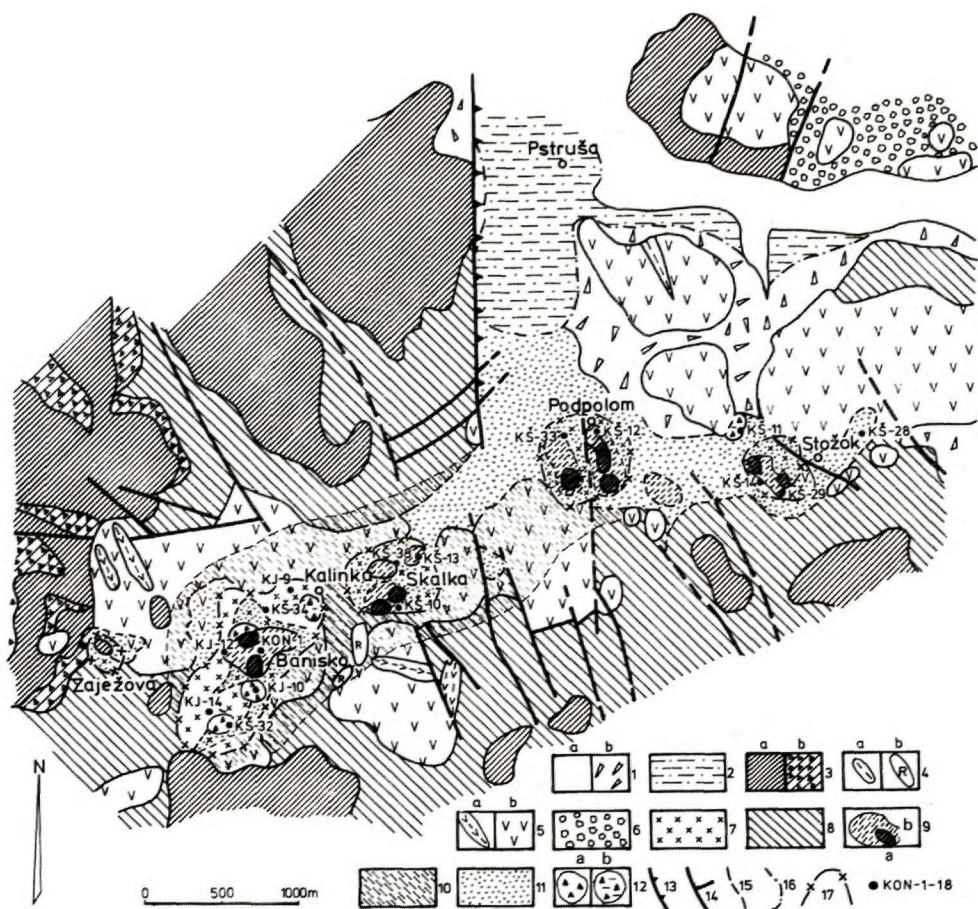 Pstruša
Podpolom
KŠ-33
KŠ-12
KŠ-11
KŠ-28
Stožok
KŠ-14
KŠ-29
KŠ-38
KŠ-13
KJ-9
Kalinka
Skalka
KŠ-34
KŠ-10
KJ-12
KON-1
R
Banisko
Zaježova
KJ-10
KJ-14
KŠ-32
N
a b
1
2
a b
3
a b
R
4
a b
5
6
7
8
b
9
a
10
11
a b
12
13
14
15
16
17
KON-1-18
0 500 1000m